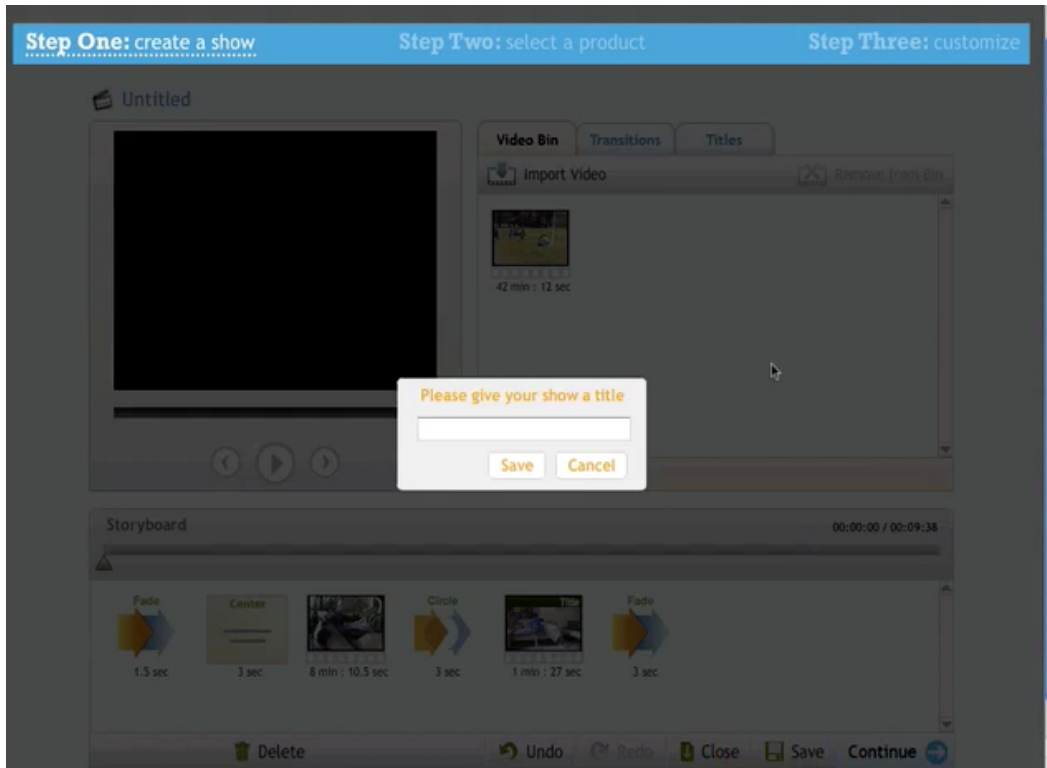 Step One: create a show Step Two: select a product Step Three: customize
Untitled
Video Bin Transitions Titles
Import Video Remove from Bin
42 min : 12 sec
Please give your show a title
Save Cancel
Storyboard 00:00:00 / 00:09:38
Fade Center Circle Title Fade
1.5 sec 3 sec 8 min : 10.5 sec 3 sec 1 min : 27 sec 3 sec
Delete Undo Redo Close Save Continue